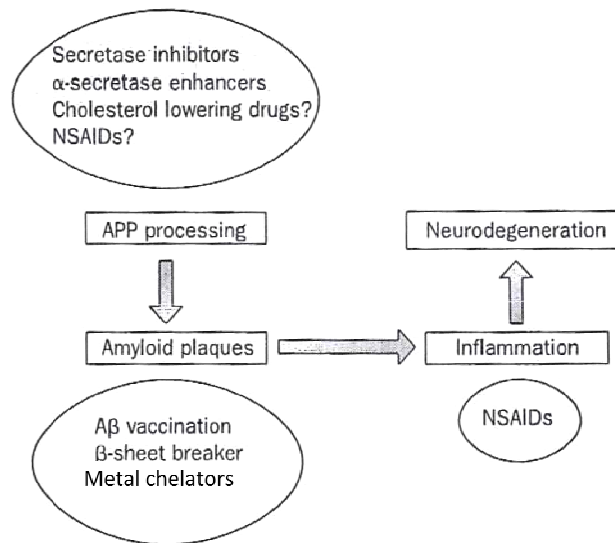 Secretase inhibitors
α-secretase enhancers
Cholesterol lowering drugs?
NSAIDs?
APP processing
Neurodegeneration
Amyloid plaques
Inflammation
Aβ vaccination
β-sheet breaker
Metal chelators
NSAIDs